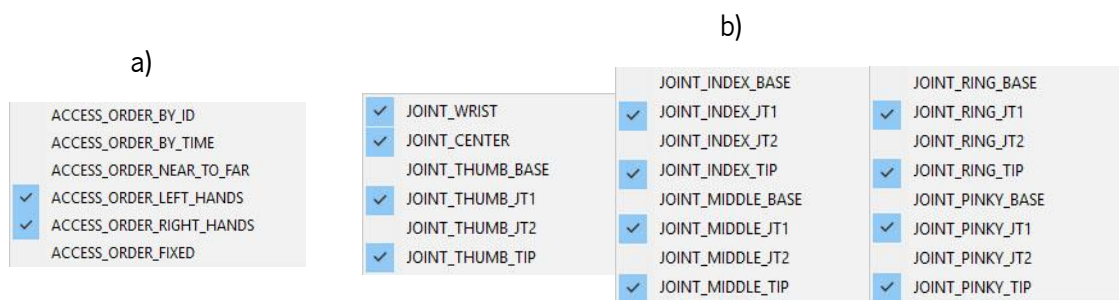 a)
ACCESS_ORDER_BY_ID
ACCESS_ORDER_BY_TIME
ACCESS_ORDER_NEAR_TO_FAR
ACCESS_ORDER_LEFT_HANDS
ACCESS_ORDER_RIGHT_HANDS
ACCESS_ORDER_FIXED
b)
JOINT_WRIST
JOINT_CENTER
JOINT_THUMB_BASE
JOINT_THUMB_JT1
JOINT_THUMB_JT2
JOINT_THUMB_TIP
JOINT_INDEX_BASE
JOINT_INDEX_JT1
JOINT_INDEX_JT2
JOINT_INDEX_TIP
JOINT_MIDDLE_BASE
JOINT_MIDDLE_JT1
JOINT_MIDDLE_JT2
JOINT_MIDDLE_TIP
JOINT_RING_BASE
JOINT_RING_JT1
JOINT_RING_JT2
JOINT_RING_TIP
JOINT_PINKY_BASE
JOINT_PINKY_JT1
JOINT_PINKY_JT2
JOINT_PINKY_TIP